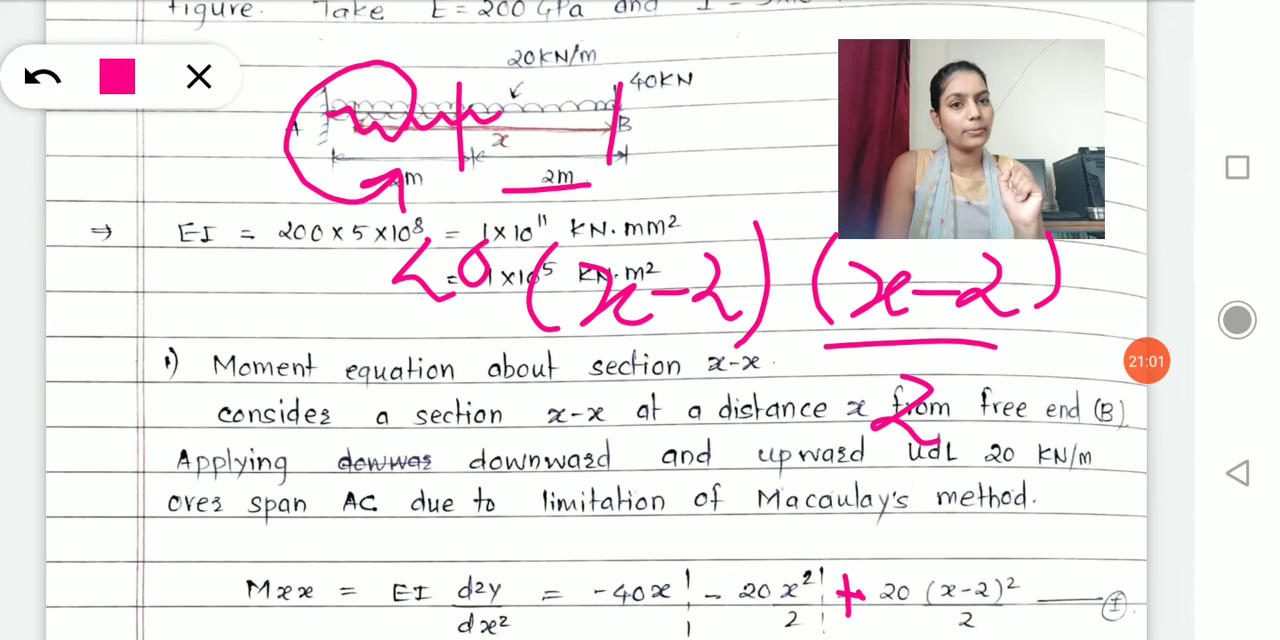 figure. Take E = 200 GPa and I =
20KN/m
40KN
A
B
x
m
2m
⇒ EI = 200 × 5 × 10⁸ = 1 × 10¹¹ KN.mm²
= 1 × 10⁵ KN.m²
20 (x-2) (x-2)
2
21:01
1) Moment equation about section x-x.
consider a section x-x at a distance x from free end (B).
Applying downward and upward UdL 20 KN/m
over span AC due to limitation of Macaulay's method.
Mxx = EI d2y/dx² = -40x - 20x²/2 + 20 (x-2)²/2 —— (I).